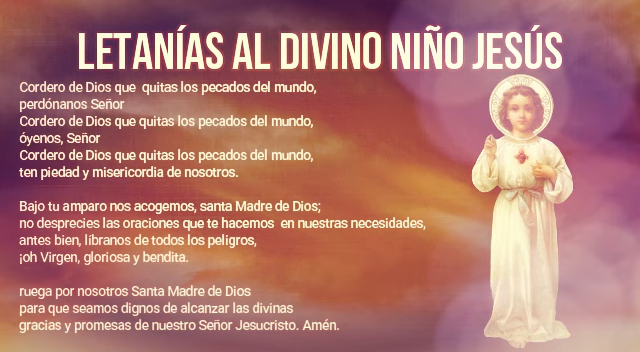 LETANÍAS AL DIVINO NIÑO JESÚS
Cordero de Dios que quitas los pecados del mundo,
perdónanos Señor
Cordero de Dios que quitas los pecados del mundo,
óyenos, Señor
Cordero de Dios que quitas los pecados del mundo,
ten piedad y misericordia de nosotros.
Bajo tu amparo nos acogemos, santa Madre de Dios;
no desprecies las oraciones que te hacemos en nuestras necesidades,
antes bien, líbranos de todos los peligros,
¡oh Virgen, gloriosa y bendita.
ruega por nosotros Santa Madre de Dios
para que seamos dignos de alcanzar las divinas
gracias y promesas de nuestro Señor Jesucristo. Amén.